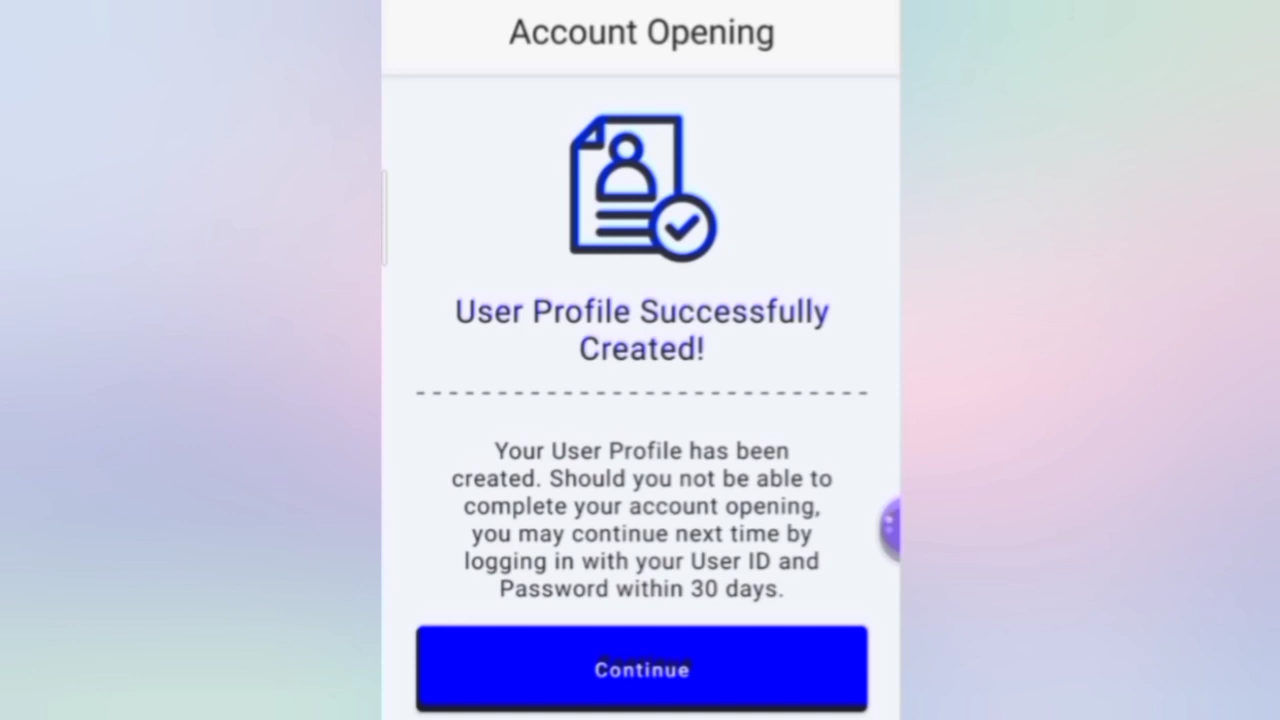 Account Opening
User Profile Successfully
Created!
Your User Profile has been
created. Should you not be able to
complete your account opening,
you may continue next time by
logging in with your User ID and
Password within 30 days.
Continue